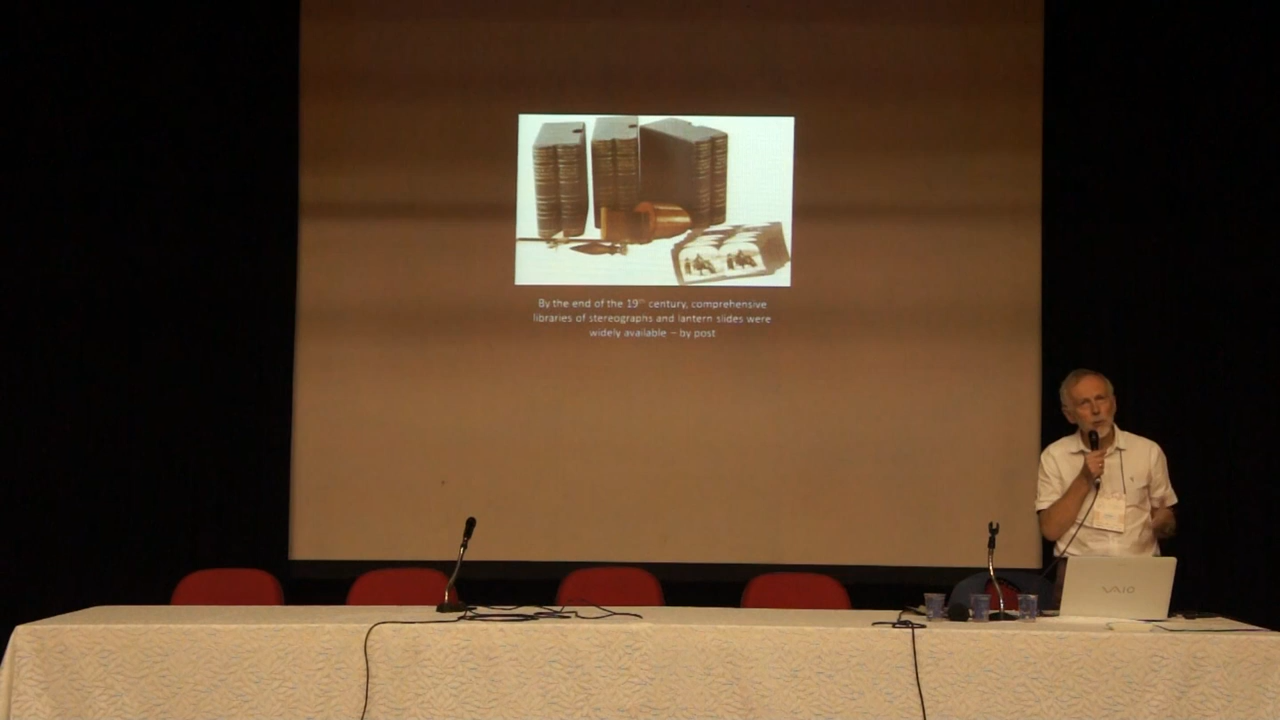 By the end of the 19th century, comprehensive
libraries of stereographs and lantern slides were
widely available – by post
VAIO